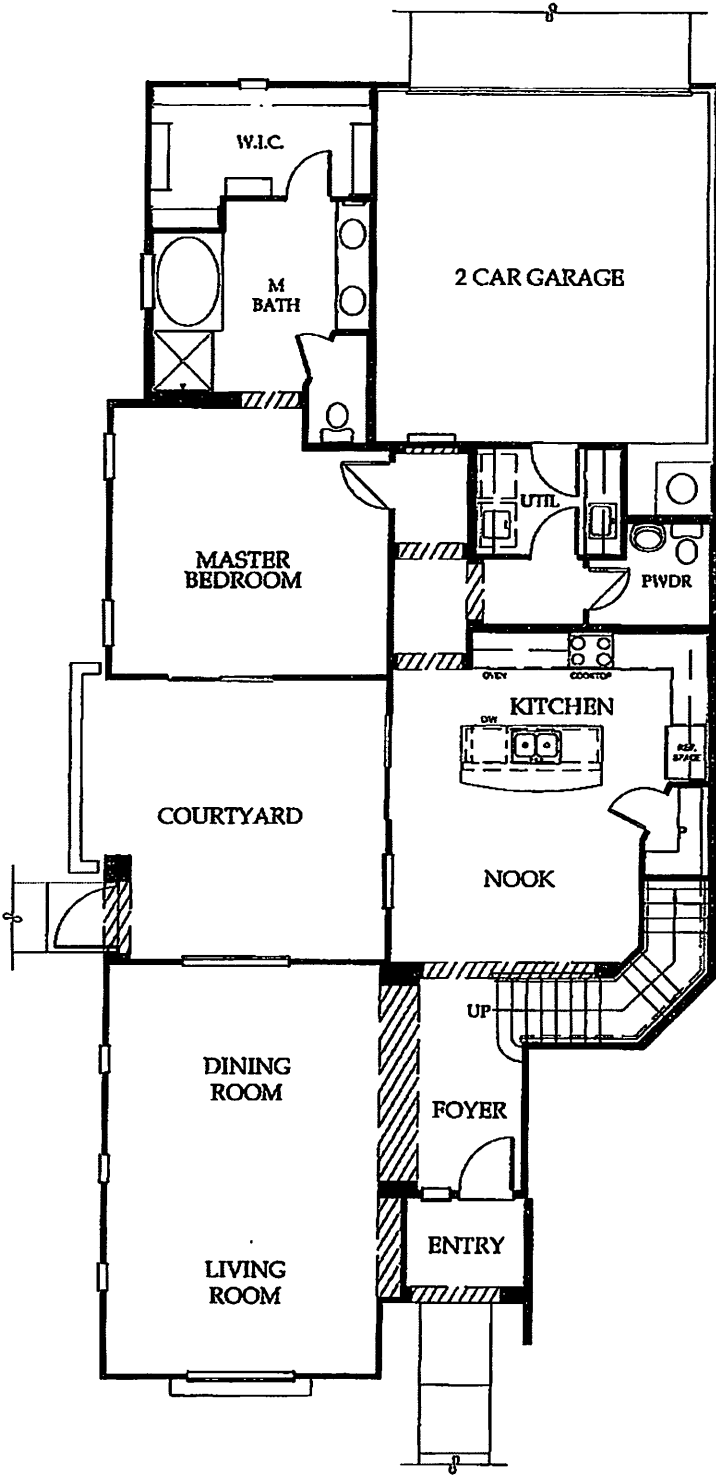 W.I.C.
M
BATH
2 CAR GARAGE
UTIL
MASTER
BEDROOM
PWDR
OVEN
COOKTOP
KITCHEN
DW
REF.
SPACE
COURTYARD
NOOK
UP
DINING
ROOM
FOYER
ENTRY
LIVING
ROOM